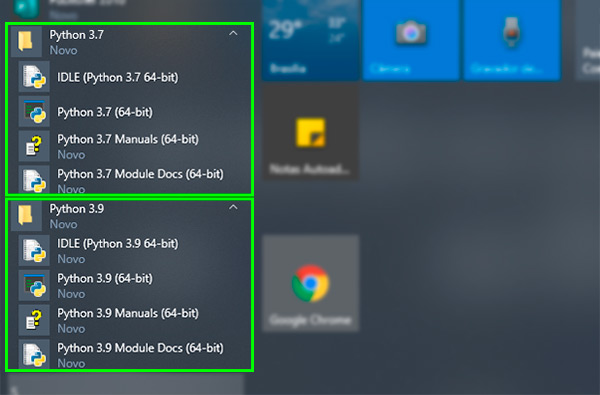 Python 3.7
Novo
IDLE (Python 3.7 64-bit)
Python 3.7 (64-bit)
Python 3.7 Manuals (64-bit)
Novo
Python 3.7 Module Docs (64-bit)
Novo
Python 3.9
Novo
IDLE (Python 3.9 64-bit)
Novo
Python 3.9 (64-bit)
Novo
Python 3.9 Manuals (64-bit)
Novo
Python 3.9 Module Docs (64-bit)
Novo
29°
Brasília
Câmera
Gravador de...
Notas Autoad...
Google Chrome